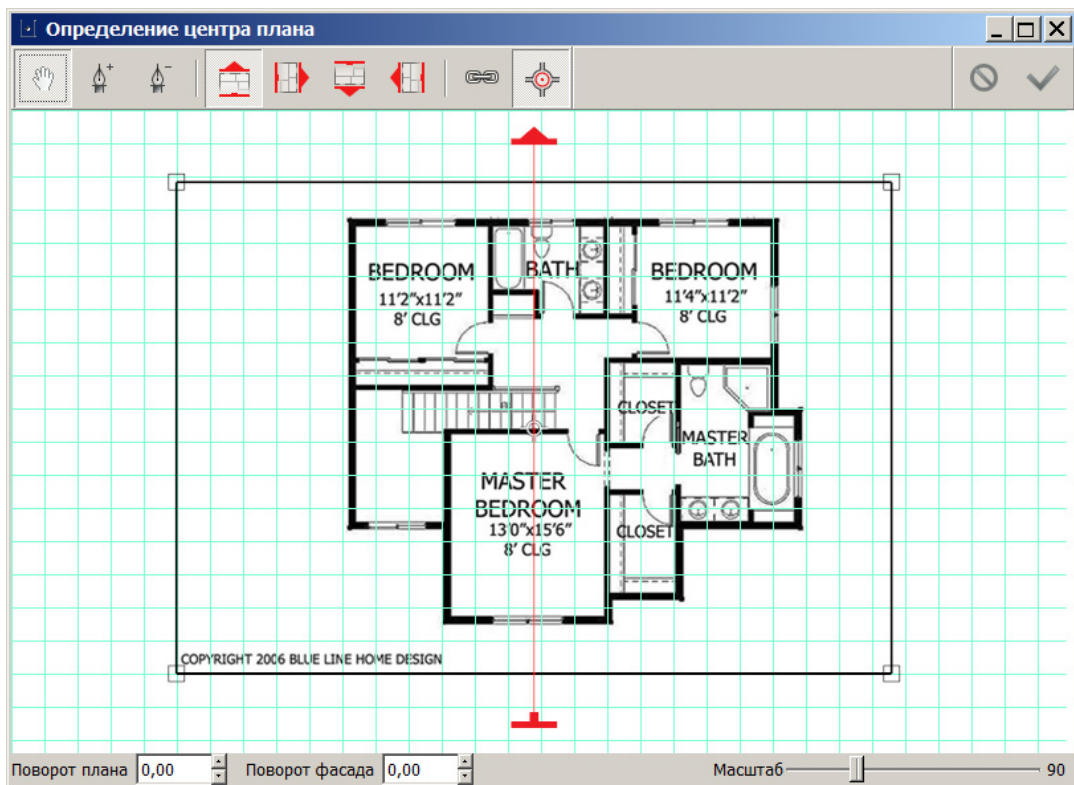 Определение центра плана
BEDROOM
11'2"x11'2"
8' CLG
BATH
BEDROOM
11'4"x11'2"
8' CLG
CLOSET
MASTER
BATH
MASTER
BEDROOM
13'0"x15'6"
8' CLG
CLOSET
COPYRIGHT 2006 BLUE LINE HOME DESIGN
Поворот плана 0,00 Поворот фасада 0,00 Масштаб 90